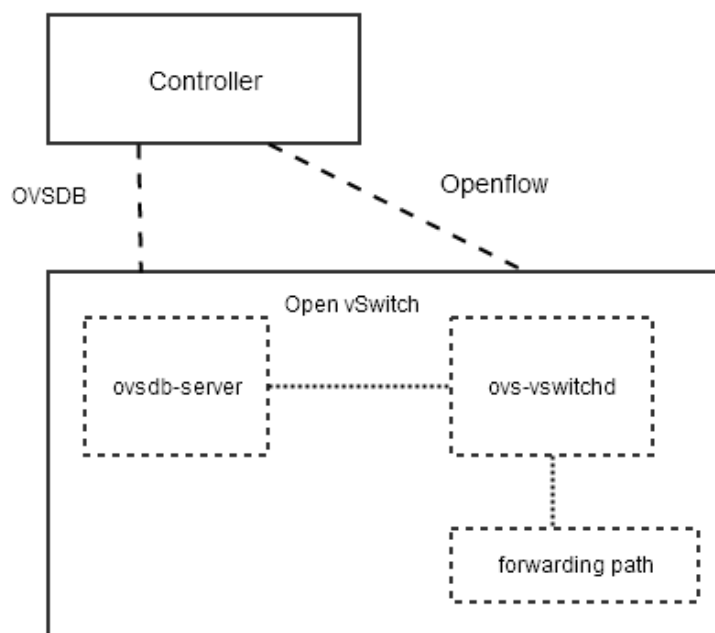 Controller
OVSDB
Openflow
Open vSwitch
ovsdb-server
ovs-vswitchd
forwarding path